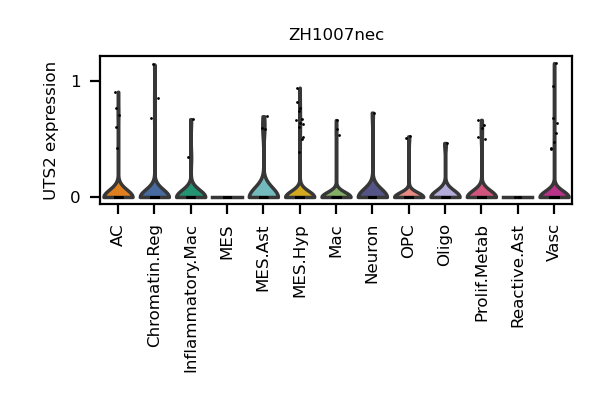 ZH1007nec
UTS2 expression
1
0
AC
Chromatin.Reg
Inflammatory.Mac
MES
MES.Ast
MES.Hyp
Mac
Neuron
OPC
Oligo
Prolif.Metab
Reactive.Ast
Vasc